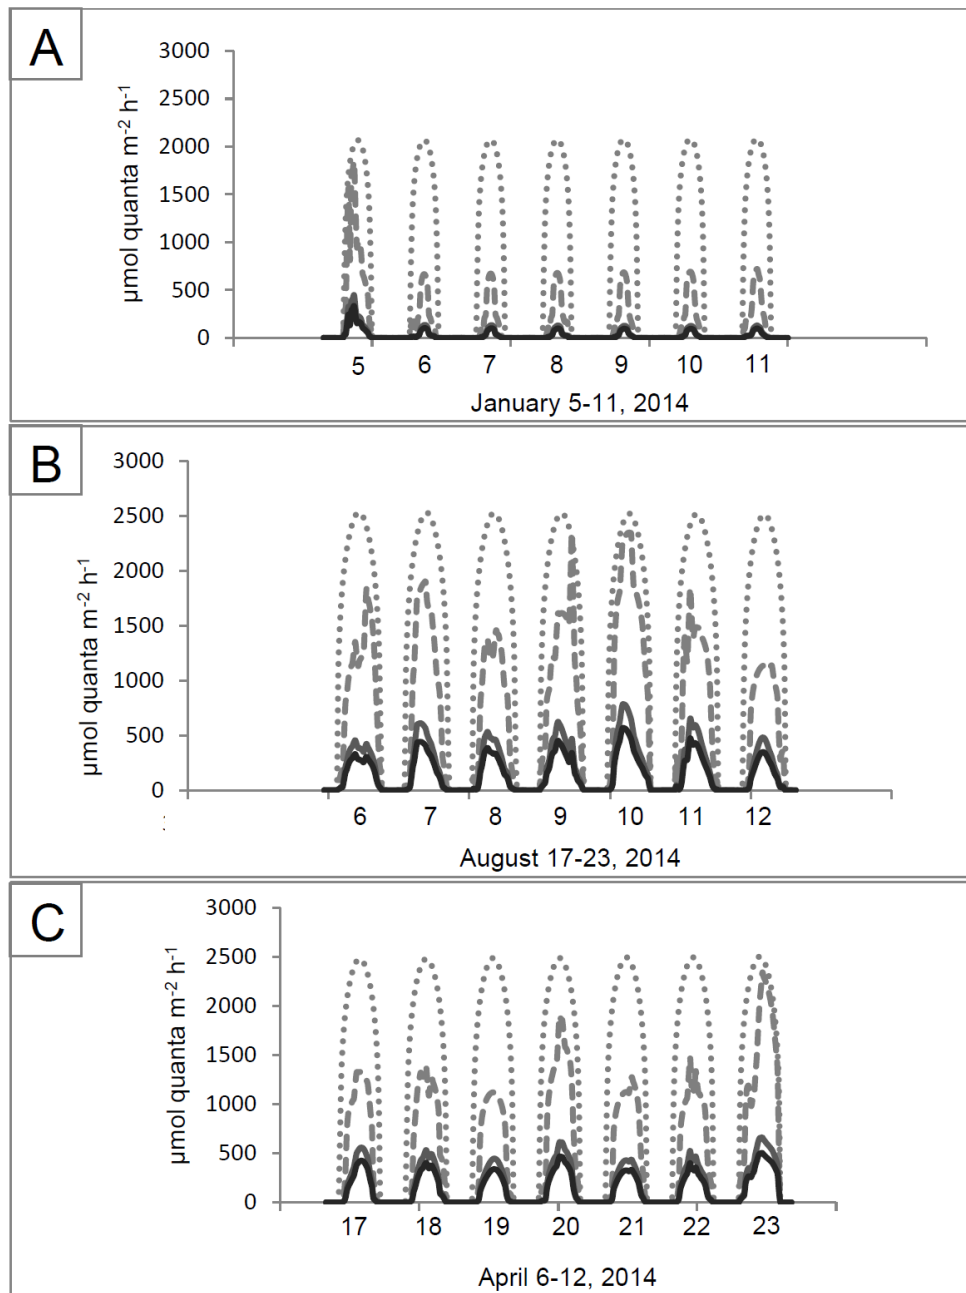 A
3000
2500
2000
1500
1000
500
0
µmol quanta m-2 h-1
5 6 7 8 9 10 11
January 5-11, 2014
B
3000
2500
2000
1500
1000
500
0
µmol quanta m-2 h-1
6 7 8 9 10 11 12
August 17-23, 2014
C
3000
2500
2000
1500
1000
500
0
µmol quanta m-2 h-1
17 18 19 20 21 22 23
April 6-12, 2014